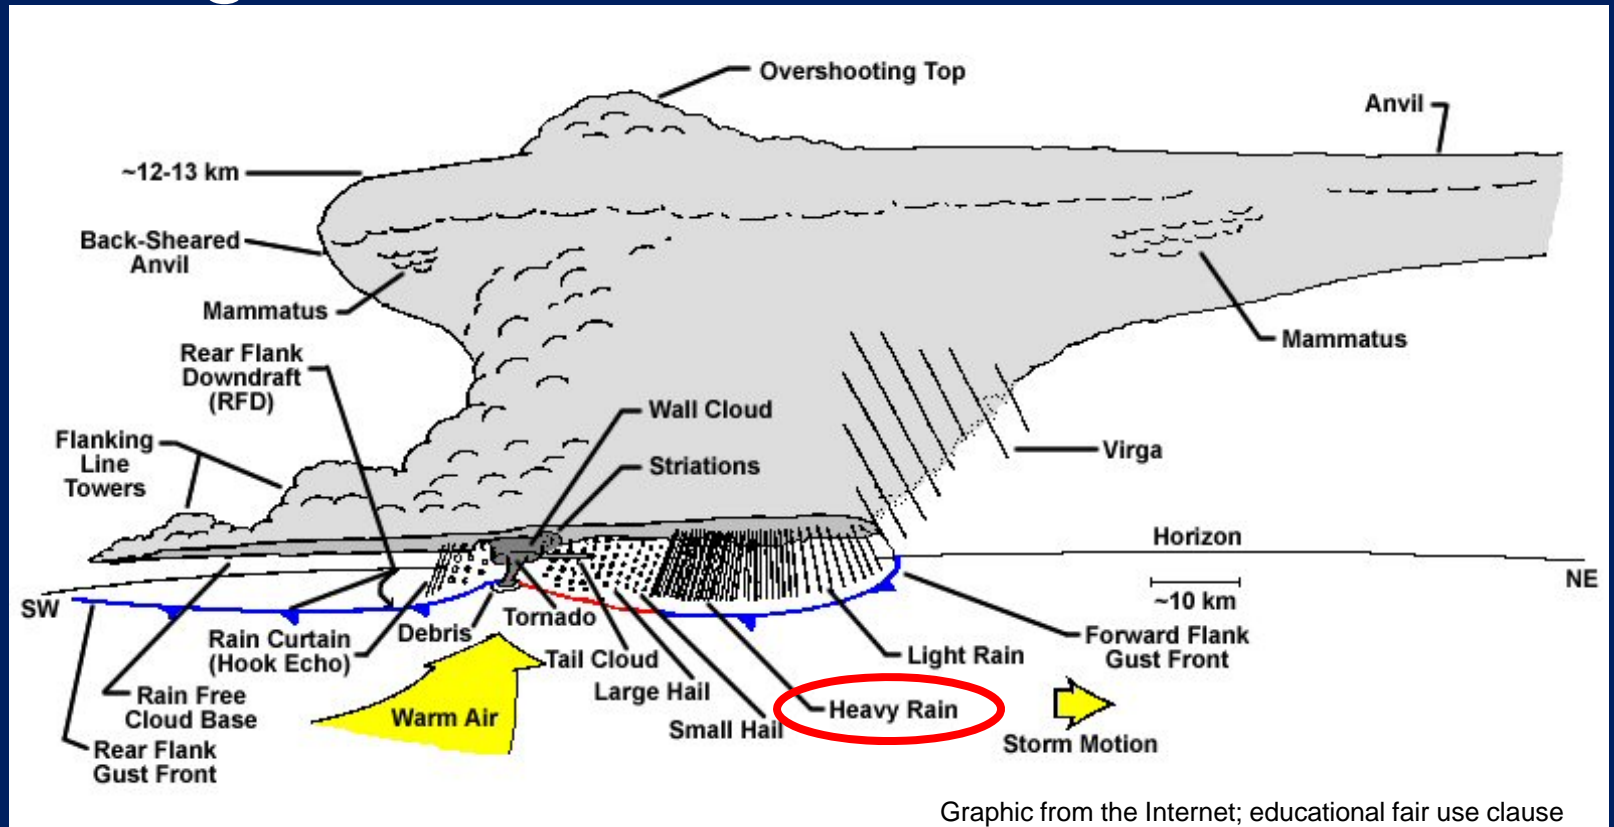 Overshooting Top
Anvil
~12-13 km
Back-Sheared
Anvil
Mammatus
Mammatus
Rear Flank
Downdraft
(RFD)
Wall Cloud
Flanking
Line
Towers
Striations
Virga
Horizon
SW
NE
~10 km
Rain Curtain
(Hook Echo)
Debris
Tornado
Tail Cloud
Large Hail
Small Hail
Heavy Rain
Light Rain
Forward Flank
Gust Front
Rain Free
Cloud Base
Warm Air
Rear Flank
Gust Front
Storm Motion
Graphic from the Internet; educational fair use clause